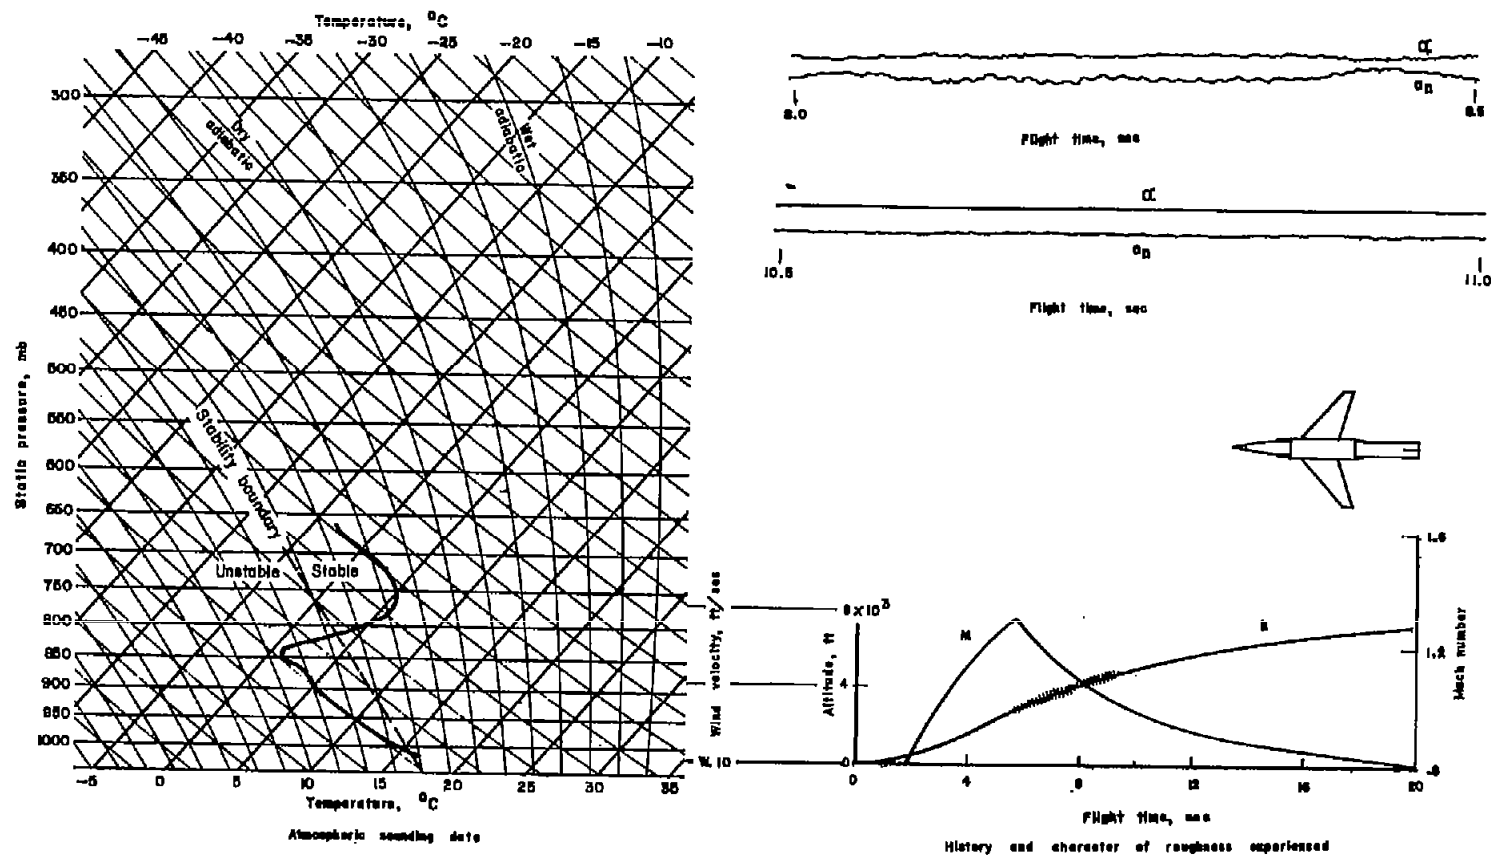 Temperature, °C
-45 -40 -35 -30 -25 -20 -15 -10
300
350
400
450
500
550
600
650
700
750
800
850
900
950
1000
Static pressure, mb
Dry adiabatic
Wet adiabatic
Stability boundary
Unstable
Stable
-5 0 5 10 15 20 25 30 35
Temperature, °C
Atmospheric sounding data
Wind velocity, ft/sec
W, 10
α
an
8.0
8.5
Flight time, sec
α
an
10.5
11.0
Flight time, sec
8×10³
4
0
Altitude, ft
M
1.6
1.2
.8
Mach number
0 4 8 12 16 20
Flight time, sec
History and character of roughness experienced